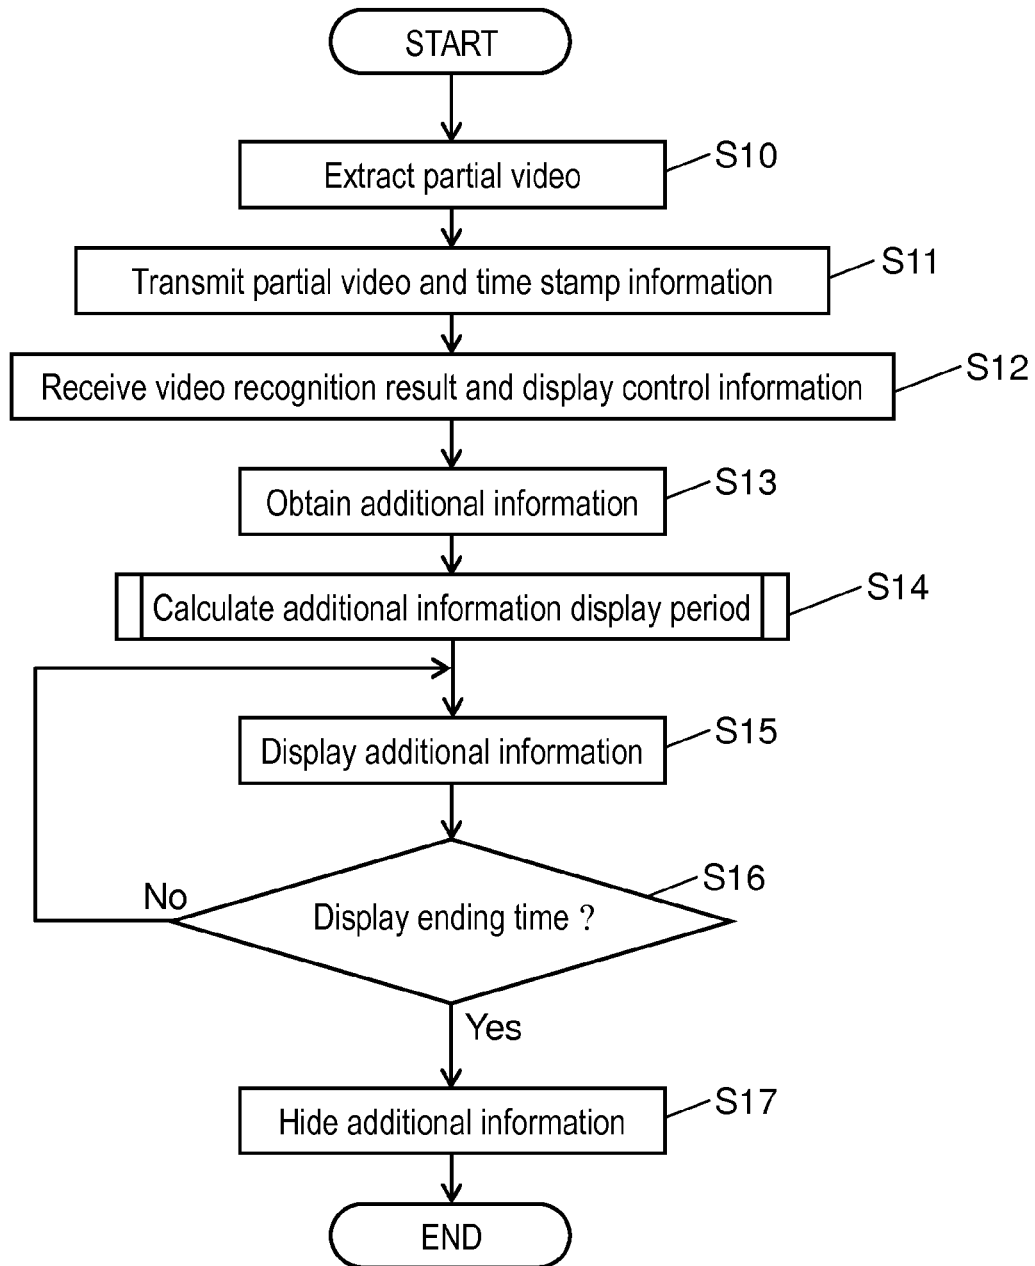 START
Extract partial video
S10
Transmit partial video and time stamp information
S11
Receive video recognition result and display control information
S12
Obtain additional information
S13
Calculate additional information display period
S14
Display additional information
S15
Display ending time ?
S16
No
Yes
Hide additional information
S17
END